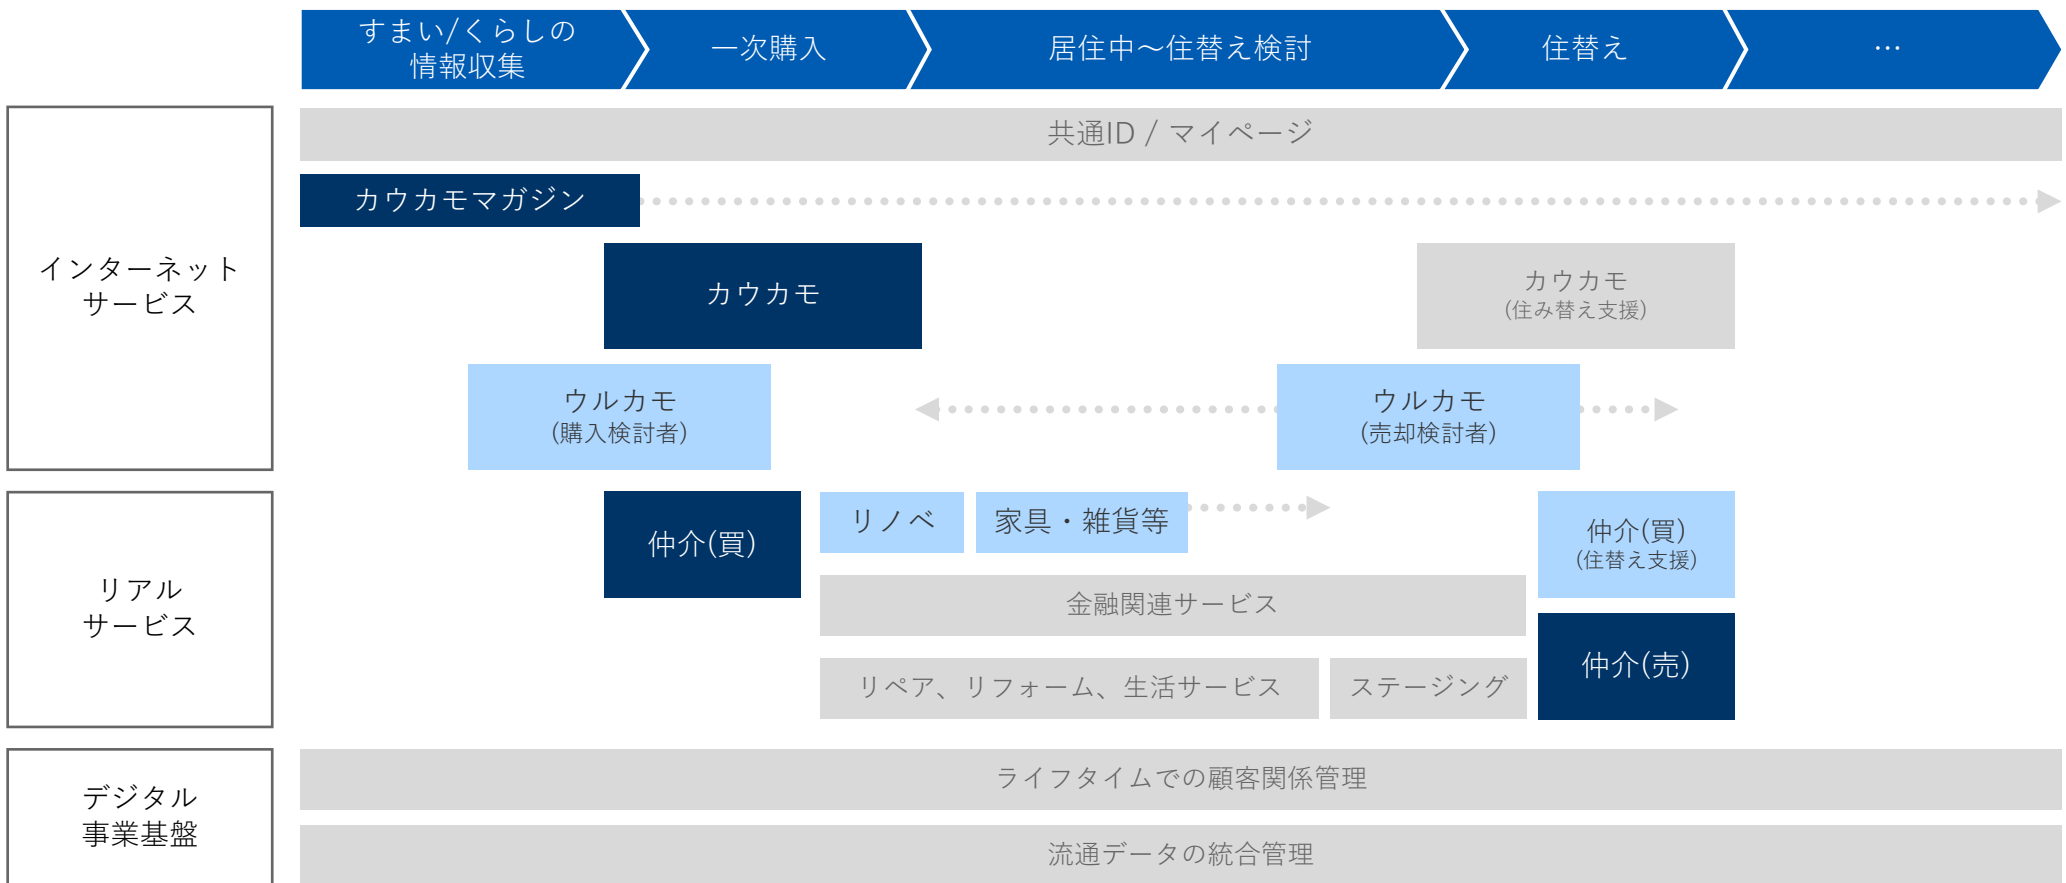 すまい/くらしの
情報収集
一次購入
居住中〜住替え検討
住替え
…
インターネット
サービス
共通ID / マイページ
カウカモマガジン
カウカモ
カウカモ
(住み替え支援)
ウルカモ
(購入検討者)
ウルカモ
(売却検討者)
リアル
サービス
仲介(買)
リノベ
家具・雑貨等
仲介(買)
(住替え支援)
金融関連サービス
仲介(売)
リペア、リフォーム、生活サービス
ステージング
デジタル
事業基盤
ライフタイムでの顧客関係管理
流通データの統合管理